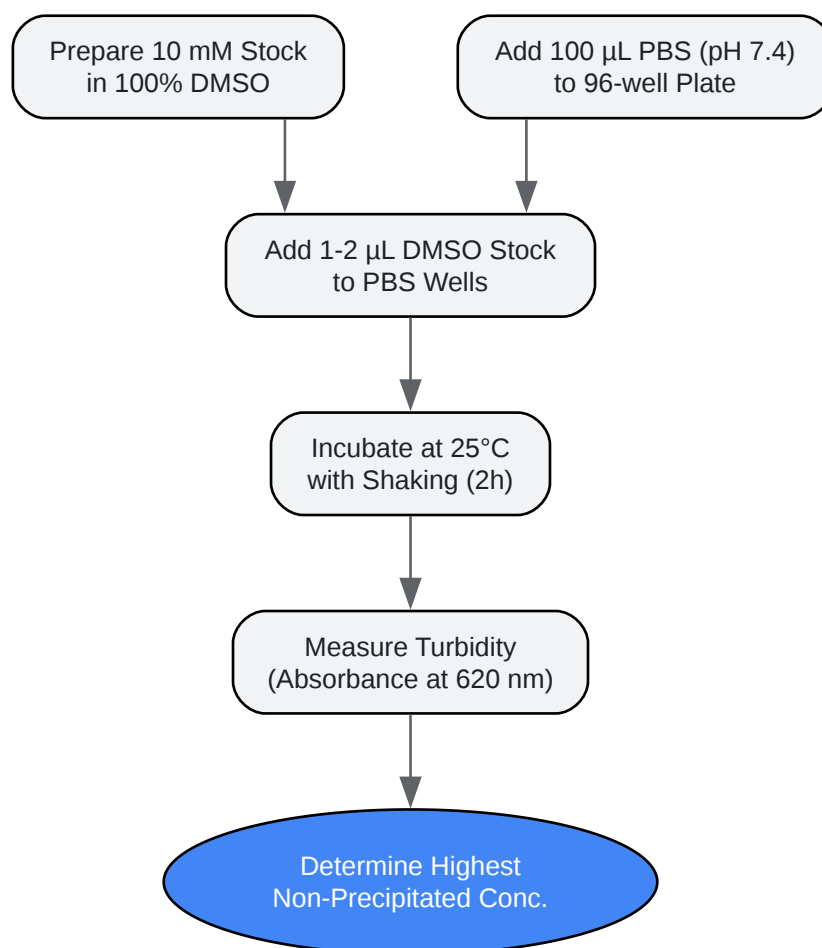 Prepare 10 mM Stock
in 100% DMSO
Add 100 µL PBS (pH 7.4)
to 96-well Plate
Add 1-2 µL DMSO Stock
to PBS Wells
Incubate at 25°C
with Shaking (2h)
Measure Turbidity
(Absorbance at 620 nm)
Determine Highest
Non-Precipitated Conc.